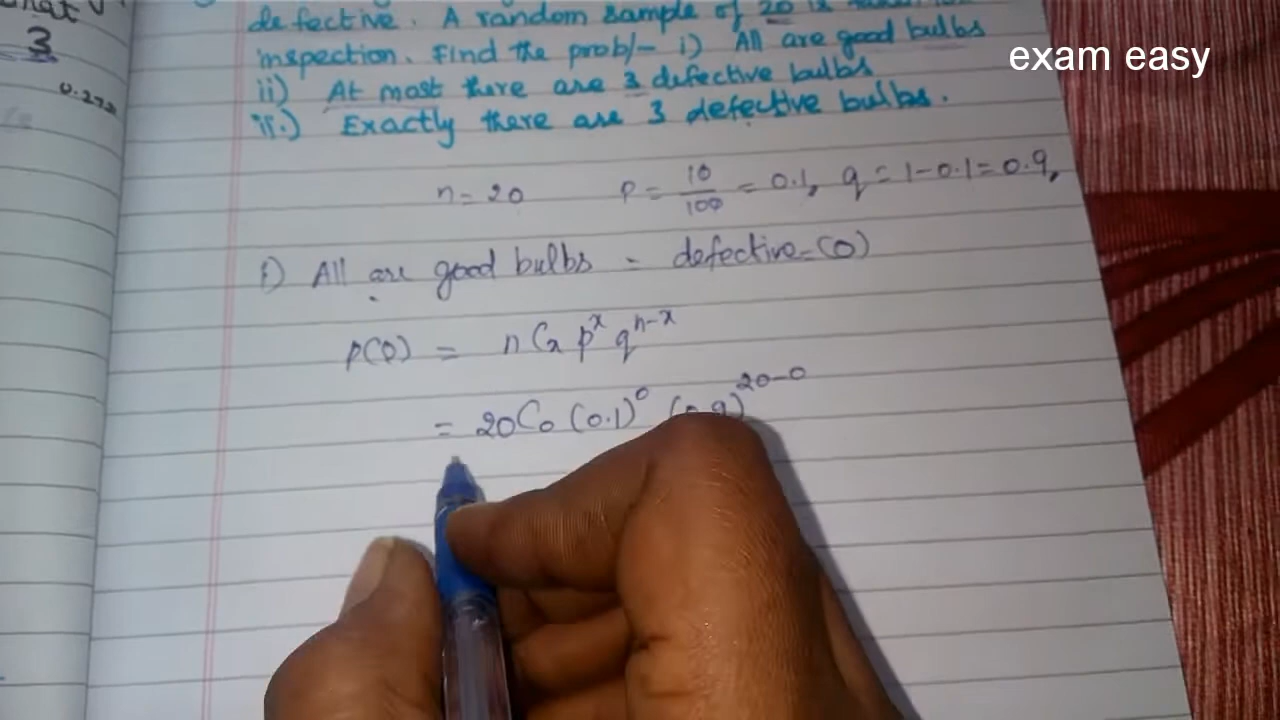 3
0.272
defective. A random sample of 20 is
inspection. Find the prob/- i) All are good bulbs
ii) At most there are 3 defective bulbs
iii.) Exactly there are 3 defective bulbs.
n = 20 P = 10/100 = 0.1, q = 1-0.1 = 0.9,
i) All are good bulbs = defective = (0)
P(0) = nCx p^x q^n-x
= 20C0 (0.1)^0 (0.9)^20-0
exam easy